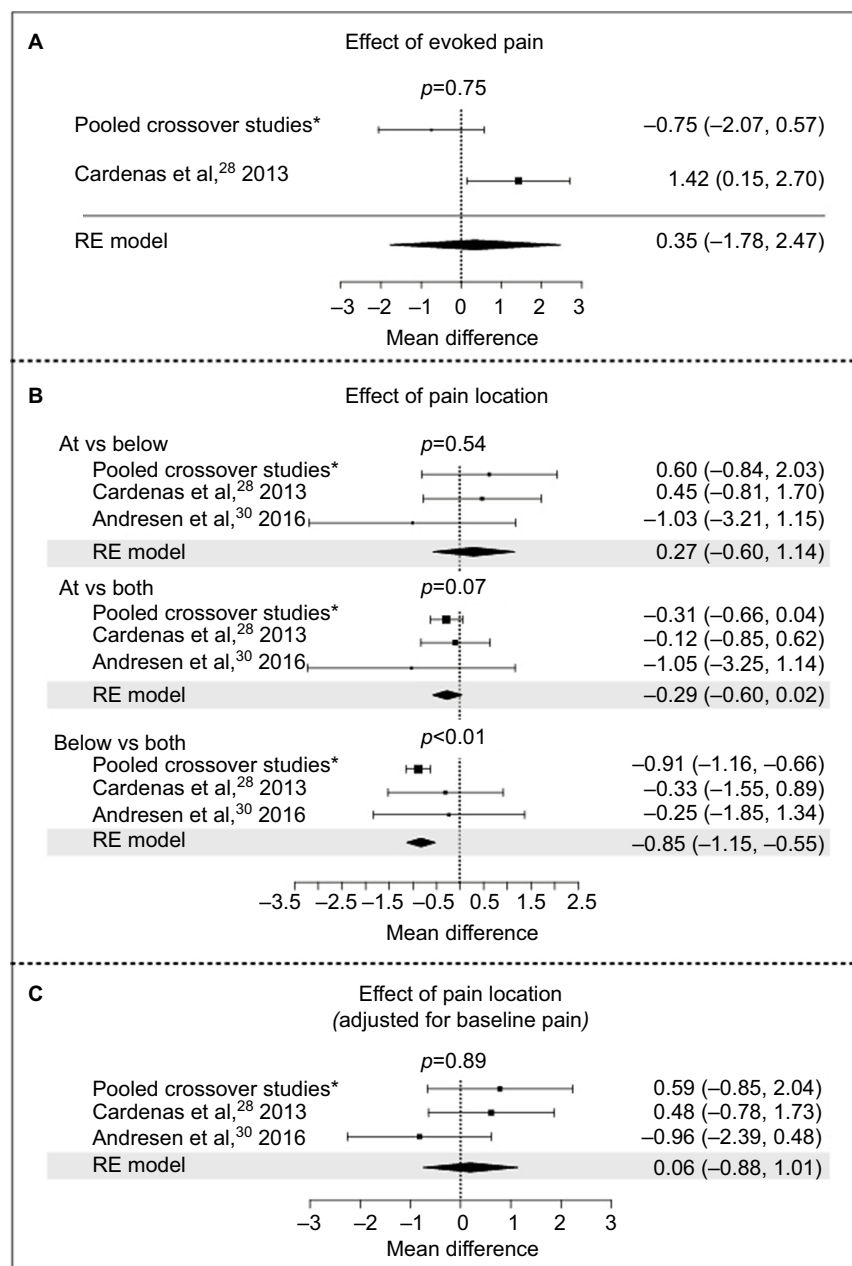 A Effect of evoked pain
p=0.75
Pooled crossover studies* –0.75 (–2.07, 0.57)
Cardenas et al,28 2013 1.42 (0.15, 2.70)
RE model 0.35 (–1.78, 2.47)
–3 –2 –1 0 1 2 3
Mean difference
B Effect of pain location
At vs below p=0.54
Pooled crossover studies* 0.60 (–0.84, 2.03)
Cardenas et al,28 2013 0.45 (–0.81, 1.70)
Andresen et al,30 2016 –1.03 (–3.21, 1.15)
RE model 0.27 (–0.60, 1.14)
At vs both p=0.07
Pooled crossover studies* –0.31 (–0.66, 0.04)
Cardenas et al,28 2013 –0.12 (–0.85, 0.62)
Andresen et al,30 2016 –1.05 (–3.25, 1.14)
RE model –0.29 (–0.60, 0.02)
Below vs both p<0.01
Pooled crossover studies* –0.91 (–1.16, –0.66)
Cardenas et al,28 2013 –0.33 (–1.55, 0.89)
Andresen et al,30 2016 –0.25 (–1.85, 1.34)
RE model –0.85 (–1.15, –0.55)
–3.5 –2.5 –1.5 –0.5 0.5 1.5 2.5
Mean difference
C Effect of pain location
(adjusted for baseline pain)
p=0.89
Pooled crossover studies* 0.59 (–0.85, 2.04)
Cardenas et al,28 2013 0.48 (–0.78, 1.73)
Andresen et al,30 2016 –0.96 (–2.39, 0.48)
RE model 0.06 (–0.88, 1.01)
–3 –2 –1 0 1 2 3
Mean difference